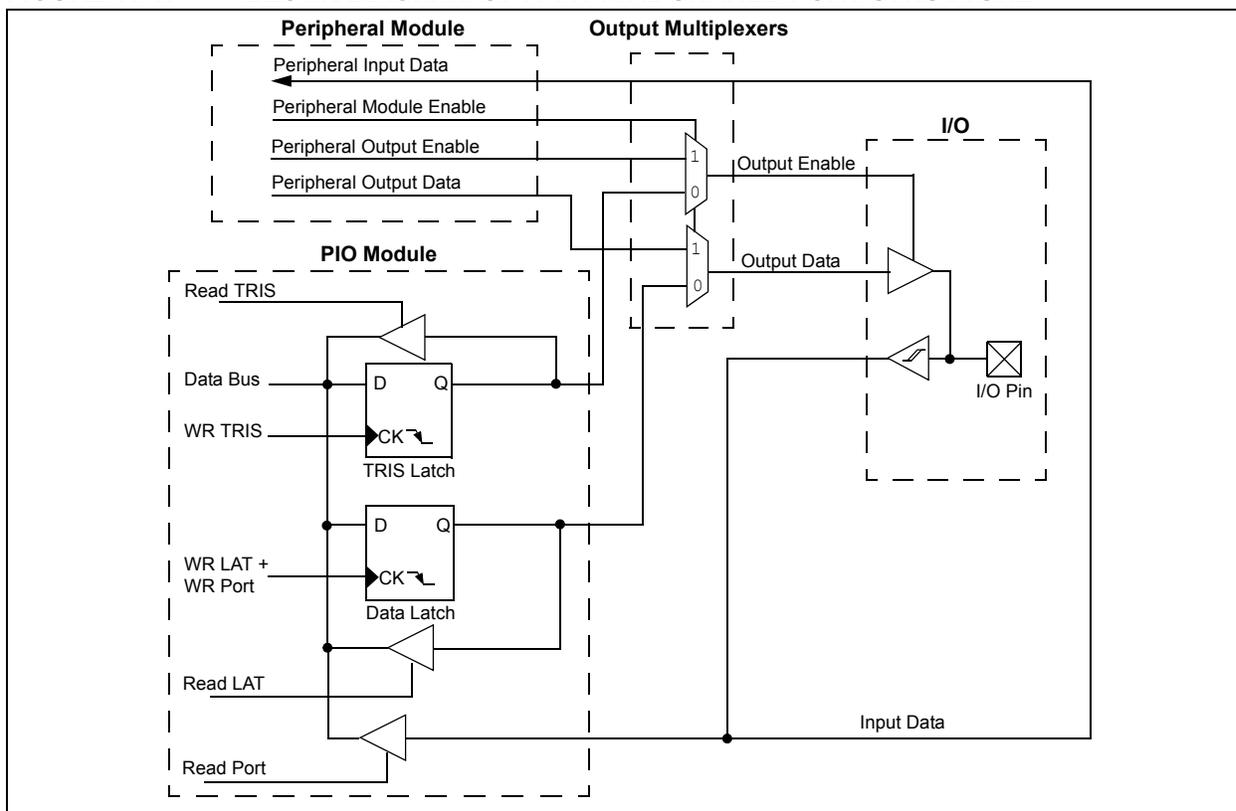 Peripheral Module
Output Multiplexers
Peripheral Input Data
Peripheral Module Enable
I/O
Peripheral Output Enable
1
Output Enable
Peripheral Output Data
0
PIO Module
1
Output Data
Read TRIS
0
Data Bus
D Q
I/O Pin
WR TRIS
CK
TRIS Latch
D Q
WR LAT +
WR Port
CK
Data Latch
Read LAT
Input Data
Read Port